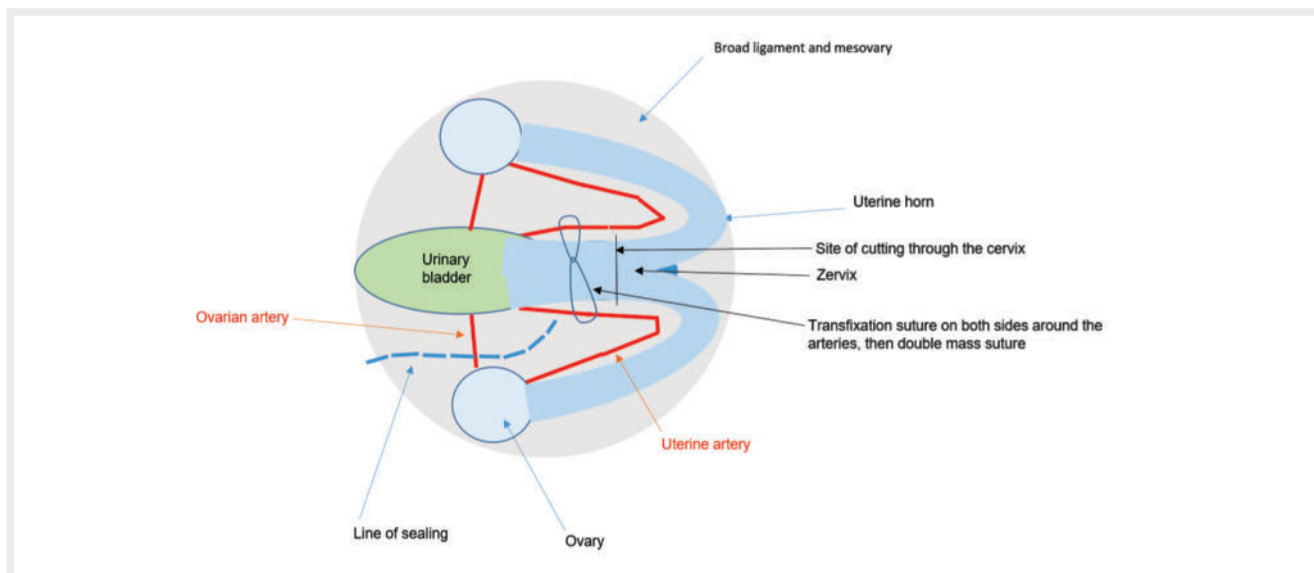 Broad ligament and mesovary
Uterine horn
Site of cutting through the cervix
Urinary
bladder
Zervix
Ovarian artery
Transfixation suture on both sides around the
arteries, then double mass suture
Uterine artery
Line of sealing
Ovary